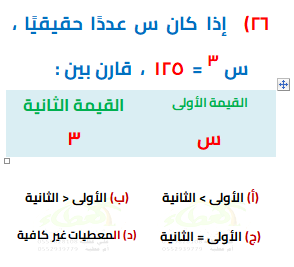 ٢٦) إذا كان س عددًا حقيقيًا ،
س ٣ = ١٢٥ ، قارن بين :
القيمة الأولى القيمة الثانية
س ٣
(أ) الأولى > الثانية (ب) الأولى < الثانية
(ج) الأولى = الثانية (د) المعطيات غير كافية